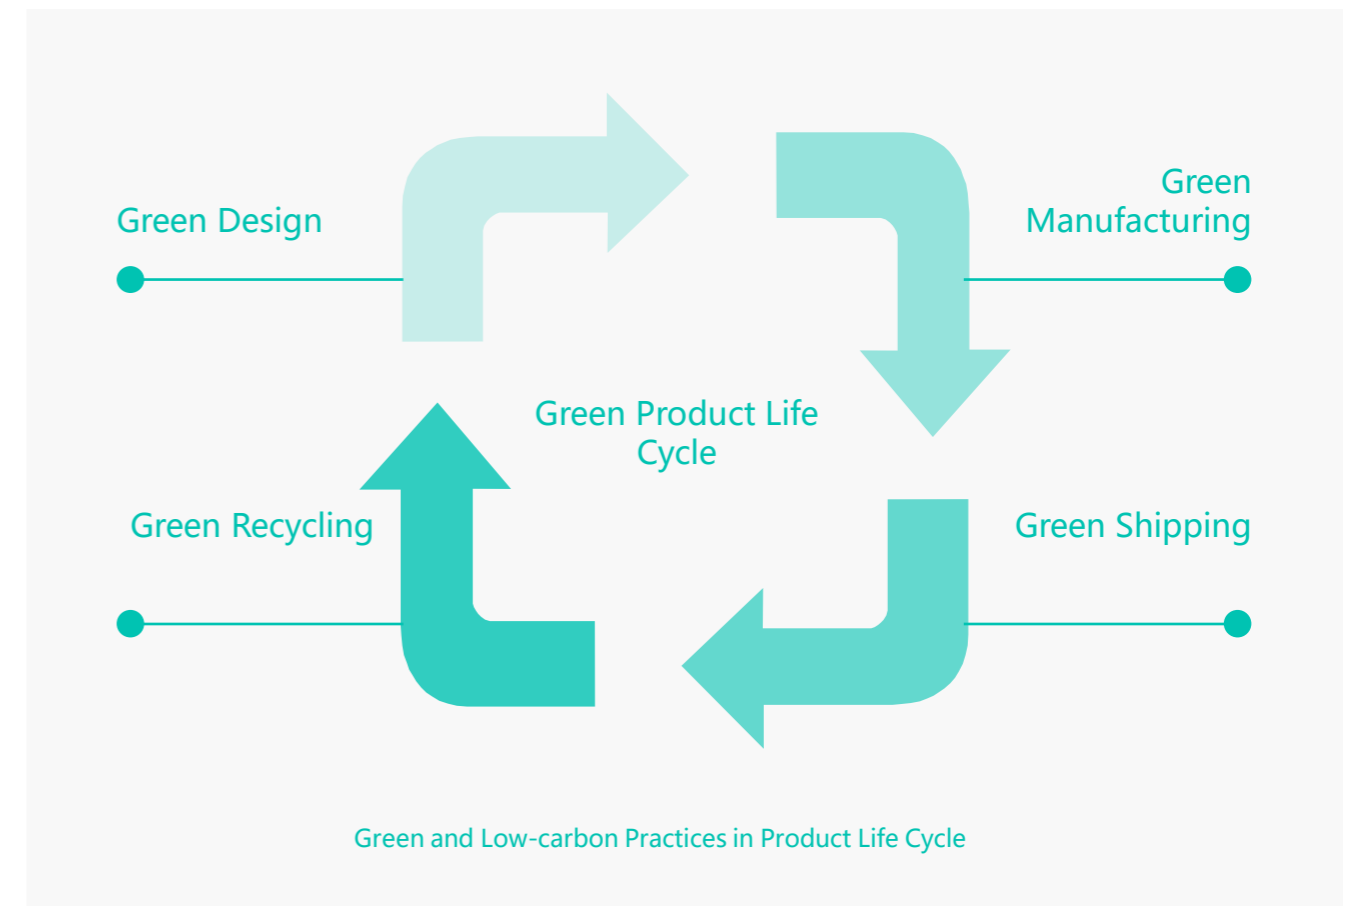 Green Design
Green
Manufacturing
Green Product Life
Cycle
Green Recycling
Green Shipping
Green and Low-carbon Practices in Product Life Cycle